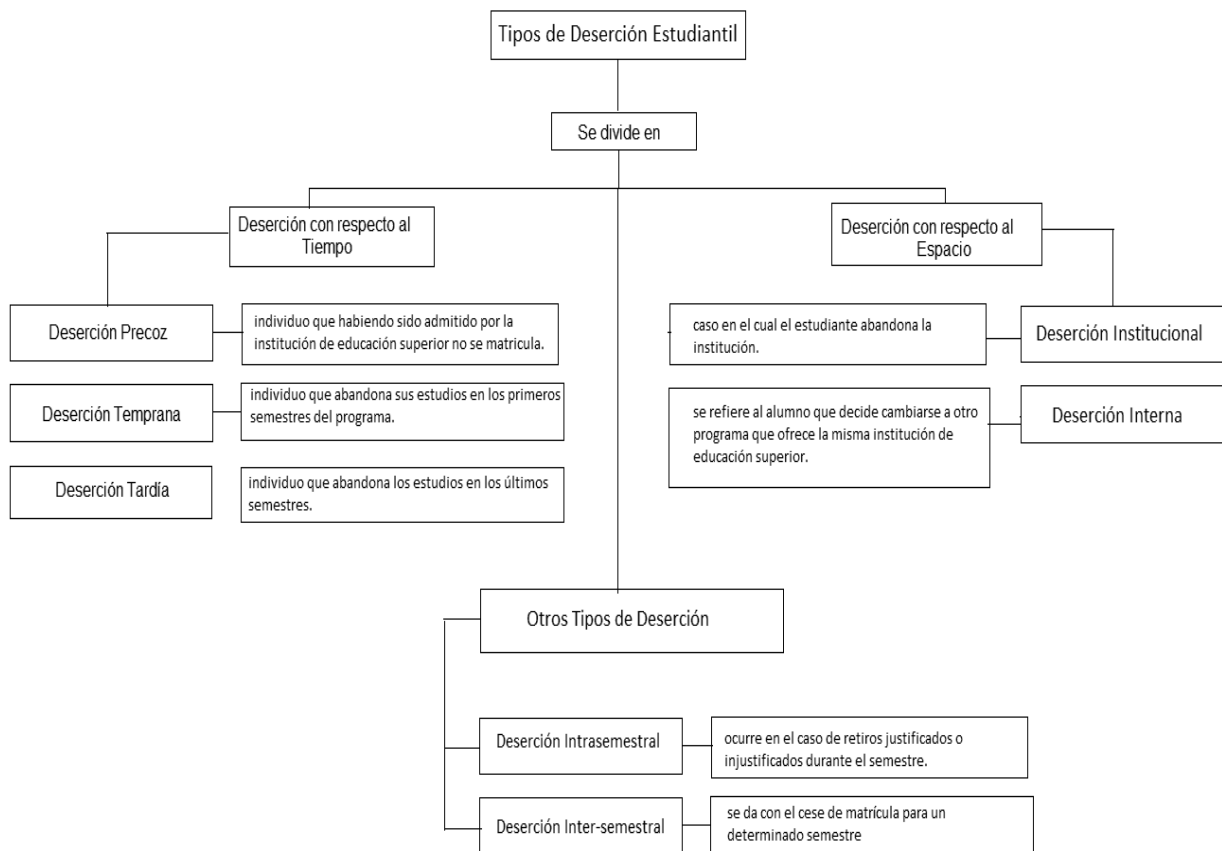 Tipos de Deserción Estudiantil
Se divide en
Deserción con respecto al
Tiempo
Deserción Precoz
individuo que habiendo sido admitido por la
institución de educación superior no se matricula.
Deserción Temprana
individuo que abandona sus estudios en los primeros
semestres del programa.
Deserción Tardía
individuo que abandona los estudios en los últimos
semestres.
Deserción con respecto al
Espacio
caso en el cual el estudiante abandona la
institución.
Deserción Institucional
se refiere al alumno que decide cambiarse a otro
programa que ofrece la misma institución de
educación superior.
Deserción Interna
Otros Tipos de Deserción
Deserción Intrasemestral
ocurre en el caso de retiros justificados o
injustificados durante el semestre.
Deserción Inter-semestral
se da con el cese de matrícula para un
determinado semestre